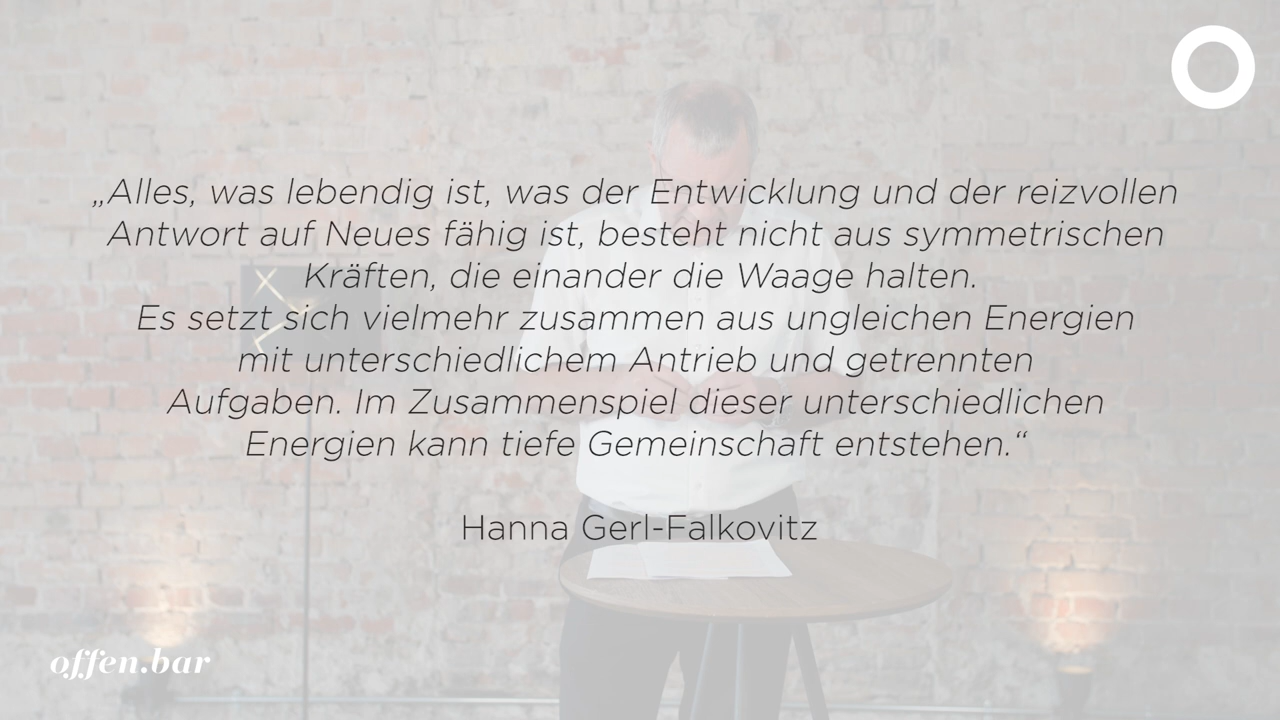 „Alles, was lebendig ist, was der Entwicklung und der reizvollen
Antwort auf Neues fähig ist, besteht nicht aus symmetrischen
Kräften, die einander die Waage halten.
Es setzt sich vielmehr zusammen aus ungleichen Energien
mit unterschiedlichem Antrieb und getrennten
Aufgaben. Im Zusammenspiel dieser unterschiedlichen
Energien kann tiefe Gemeinschaft entstehen.“
Hanna Gerl-Falkovitz
offen.bar